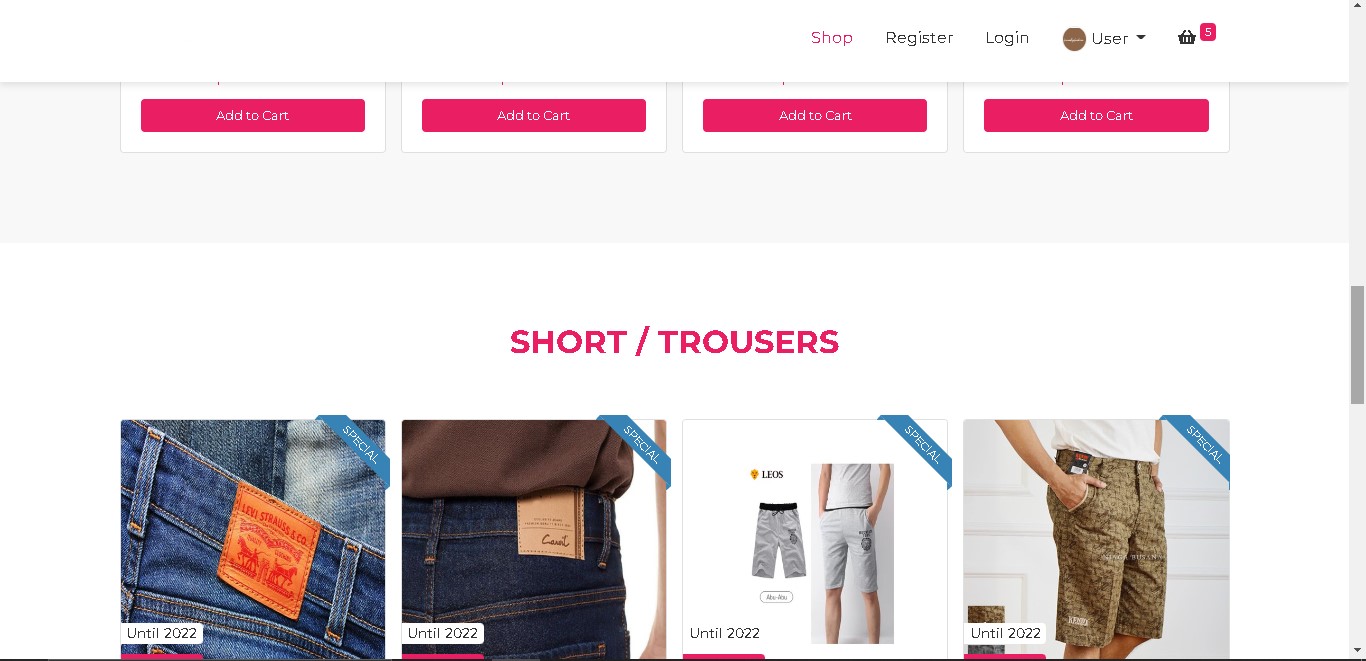 Shop Register Login User 5
Add to Cart Add to Cart Add to Cart Add to Cart
SHORT / TROUSERS
SPECIAL SPECIAL SPECIAL SPECIAL
LEOS
LEVI STRAUSS & CO.
Abu-Abu
Until 2022 Until 2022 Until 2022 Until 2022